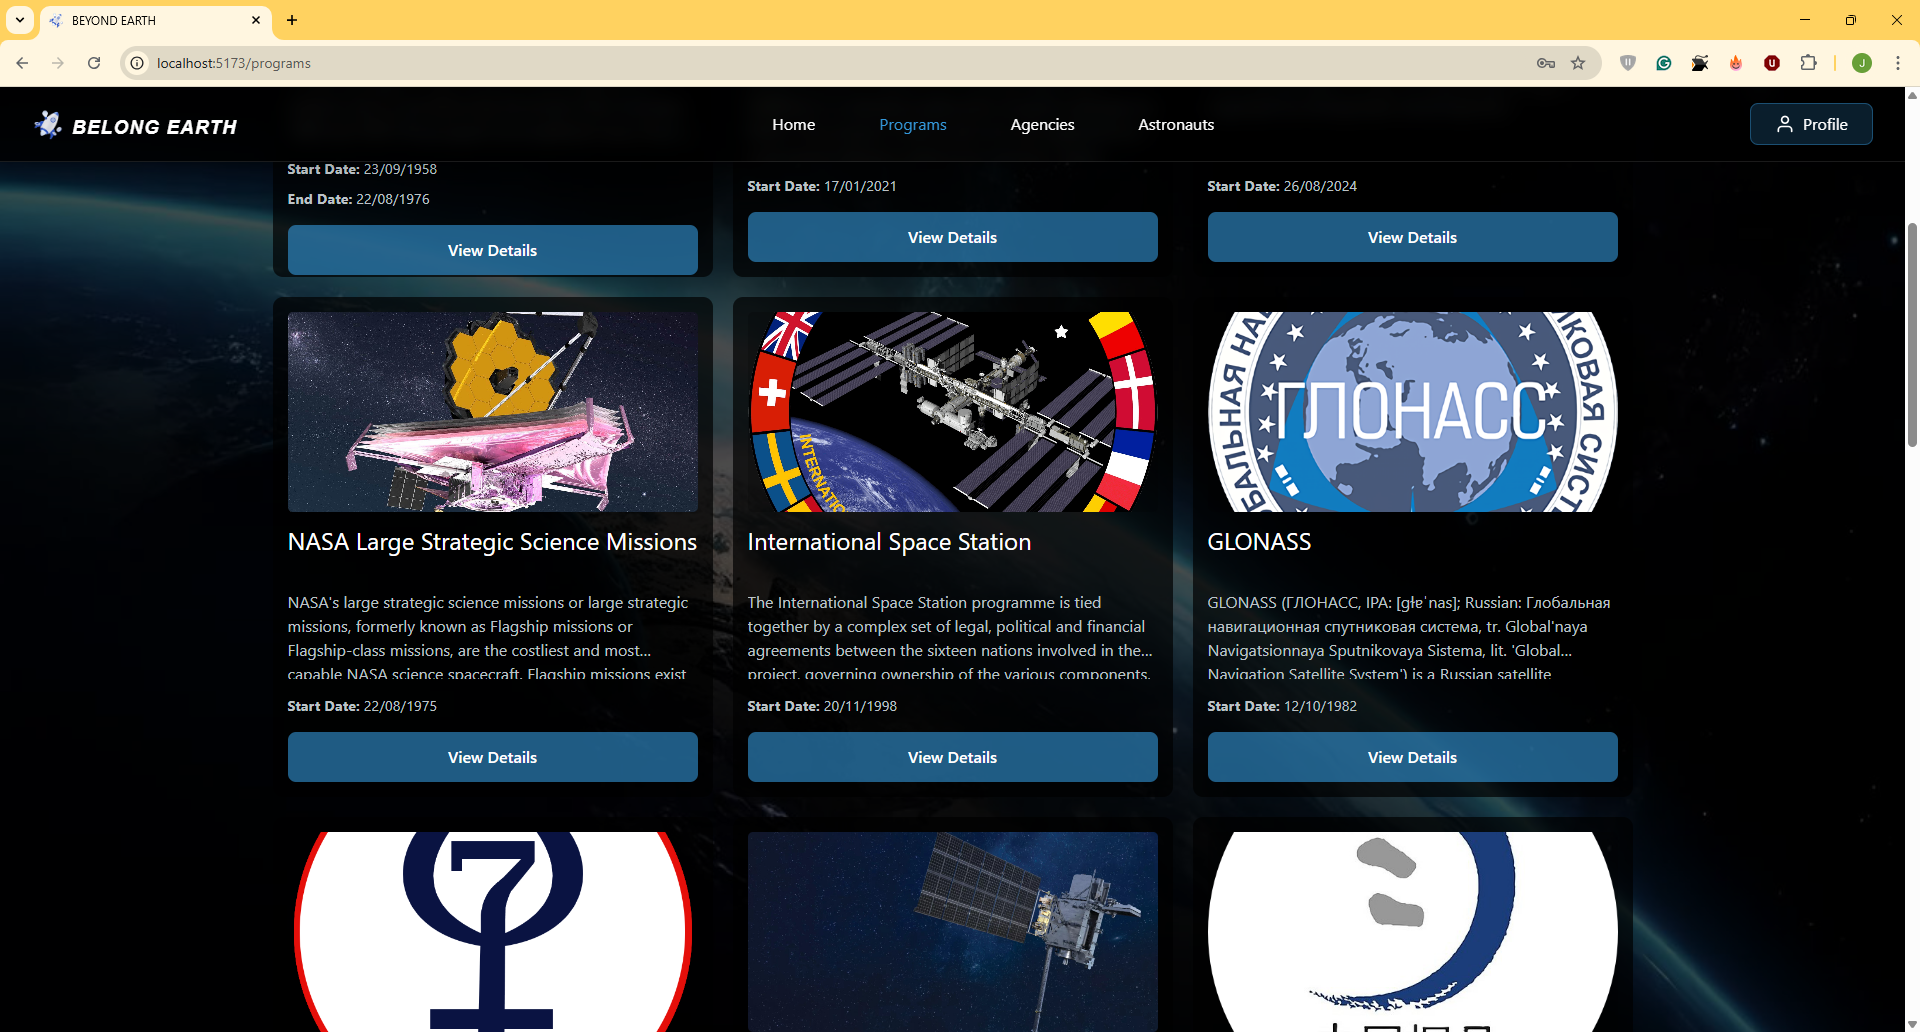 BEYOND EARTH
localhost:5173/programs
BELONG EARTH
Home
Programs
Agencies
Astronauts
Profile
Start Date: 23/09/1958
End Date: 22/08/1976
View Details
Start Date: 17/01/2021
View Details
Start Date: 26/08/2024
View Details
NASA Large Strategic Science Missions
NASA's large strategic science missions or large strategic
missions, formerly known as Flagship missions or
Flagship-class missions, are the costliest and most...
capable NASA science spacecraft. Flagship missions exist
Start Date: 22/08/1975
View Details
INTERNATIO
International Space Station
The International Space Station programme is tied
together by a complex set of legal, political and financial
agreements between the sixteen nations involved in the...
project, governing ownership of the various components,
Start Date: 20/11/1998
View Details
ГЛОНАСС
GLONASS
GLONASS (ГЛОНАСС, IPA: [ɡɫɐˈnas]; Russian: Глобальная
навигационная спутниковая система, tr. Global'naya
Navigatsionnaya Sputnikovaya Sistema, lit. 'Global...
Navigation Satellite System') is a Russian satellite
Start Date: 12/10/1982
View Details
7